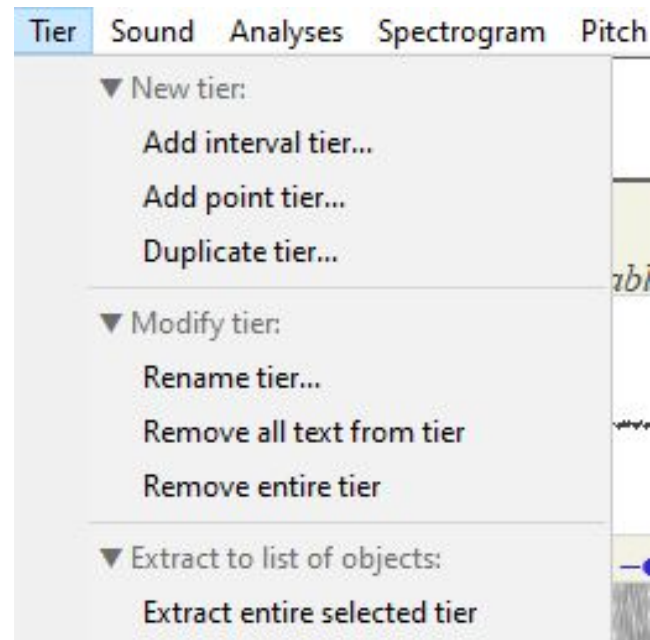 Tier Sound Analyses Spectrogram Pitch
▼ New tier:
Add interval tier...
Add point tier...
Duplicate tier...
▼ Modify tier:
Rename tier...
Remove all text from tier
Remove entire tier
▼ Extract to list of objects:
Extract entire selected tier